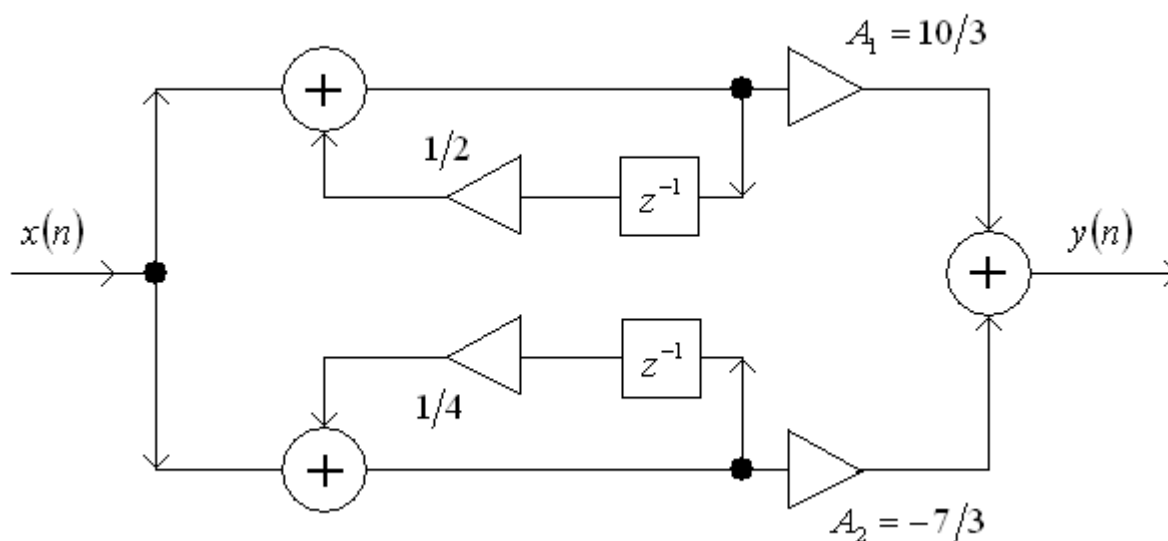 A₁ = 10/3
+
1/2
z⁻¹
x(n)
y(n)
+
z⁻¹
1/4
+
A₂ = −7/3